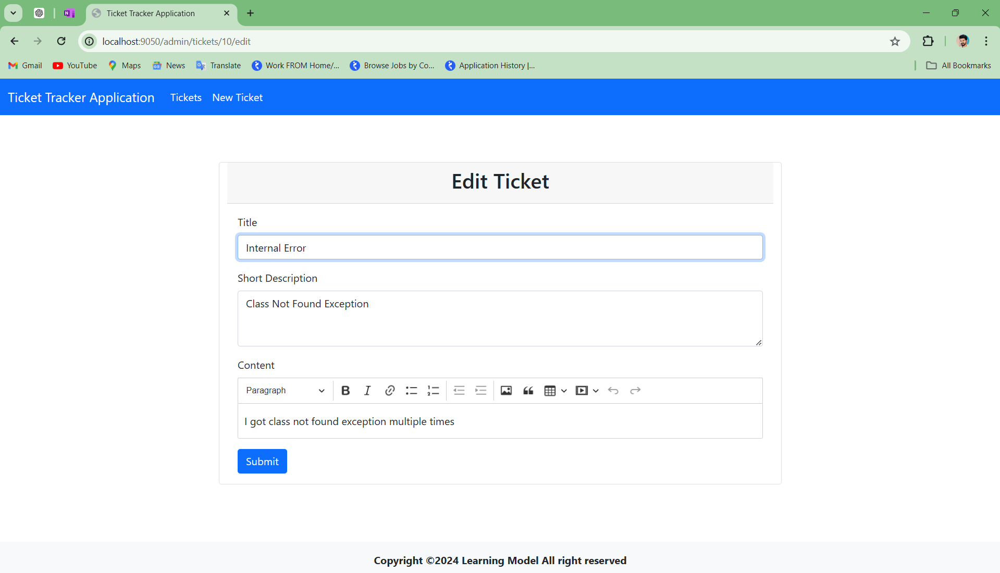 Ticket Tracker Application
localhost:9050/admin/tickets/10/edit
Gmail YouTube Maps News Translate Work FROM Home/... Browse Jobs by Co... Application History |... All Bookmarks
Ticket Tracker Application Tickets New Ticket
Edit Ticket
Title
Internal Error
Short Description
Class Not Found Exception
Content
Paragraph
I got class not found exception multiple times
Submit
Copyright ©2024 Learning Model All right reserved